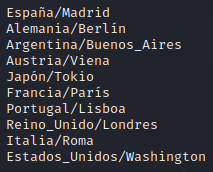 España/Madrid
Alemania/Berlín
Argentina/Buenos_Aires
Austria/Viena
Japón/Tokio
Francia/París
Portugal/Lisboa
Reino_Unido/Londres
Italia/Roma
Estados_Unidos/Washington